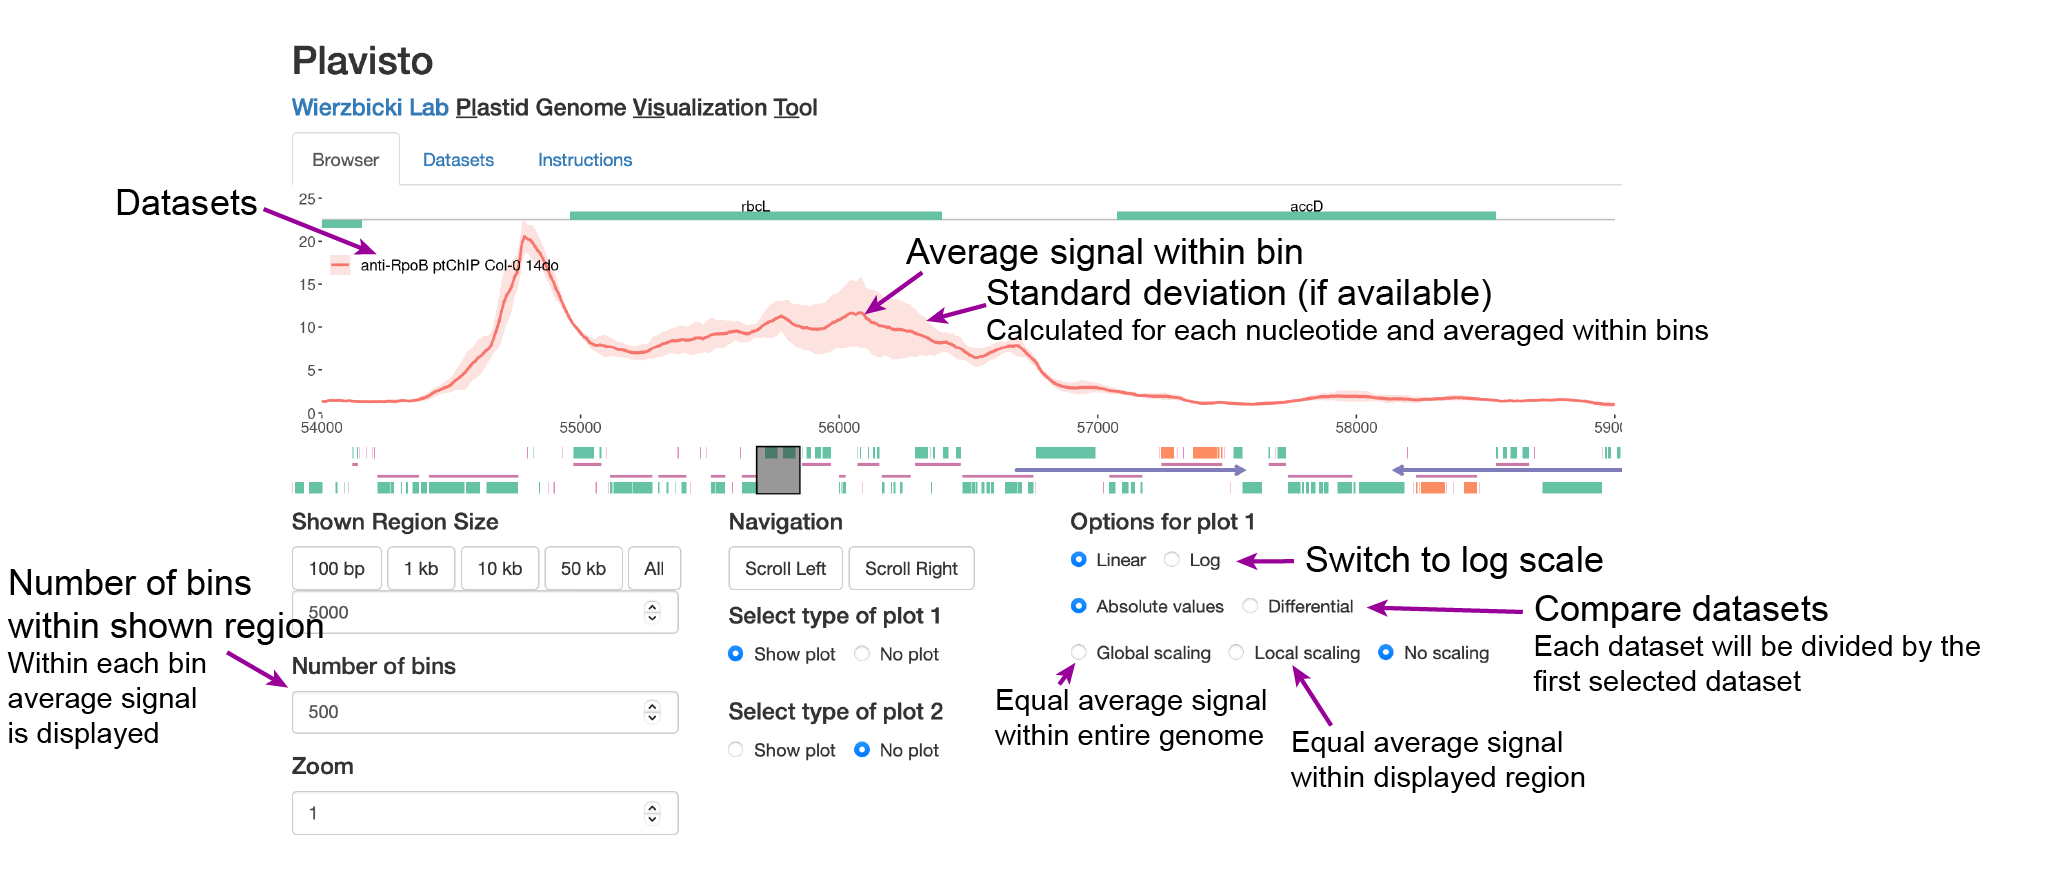 Plavisto
Wierzbicki Lab Plastid Genome Visualization Tool
Browser
Datasets
Instructions
Datasets
25
20
15
10
5
0
rbcL
accD
anti-RpoB ptChIP Col-0 14do
Average signal within bin
Standard deviation (if available)
Calculated for each nucleotide and averaged within bins
54000
55000
56000
57000
58000
5900
Shown Region Size
100 bp
1 kb
10 kb
50 kb
All
5000
Number of bins
within shown region
Within each bin
average signal
is displayed
Number of bins
500
Zoom
1
Navigation
Scroll Left
Scroll Right
Select type of plot 1
Show plot
No plot
Select type of plot 2
Show plot
No plot
Options for plot 1
Linear
Log
Switch to log scale
Absolute values
Differential
Compare datasets
Each dataset will be divided by the
first selected dataset
Global scaling
Local scaling
No scaling
Equal average signal
within entire genome
Equal average signal
within displayed region